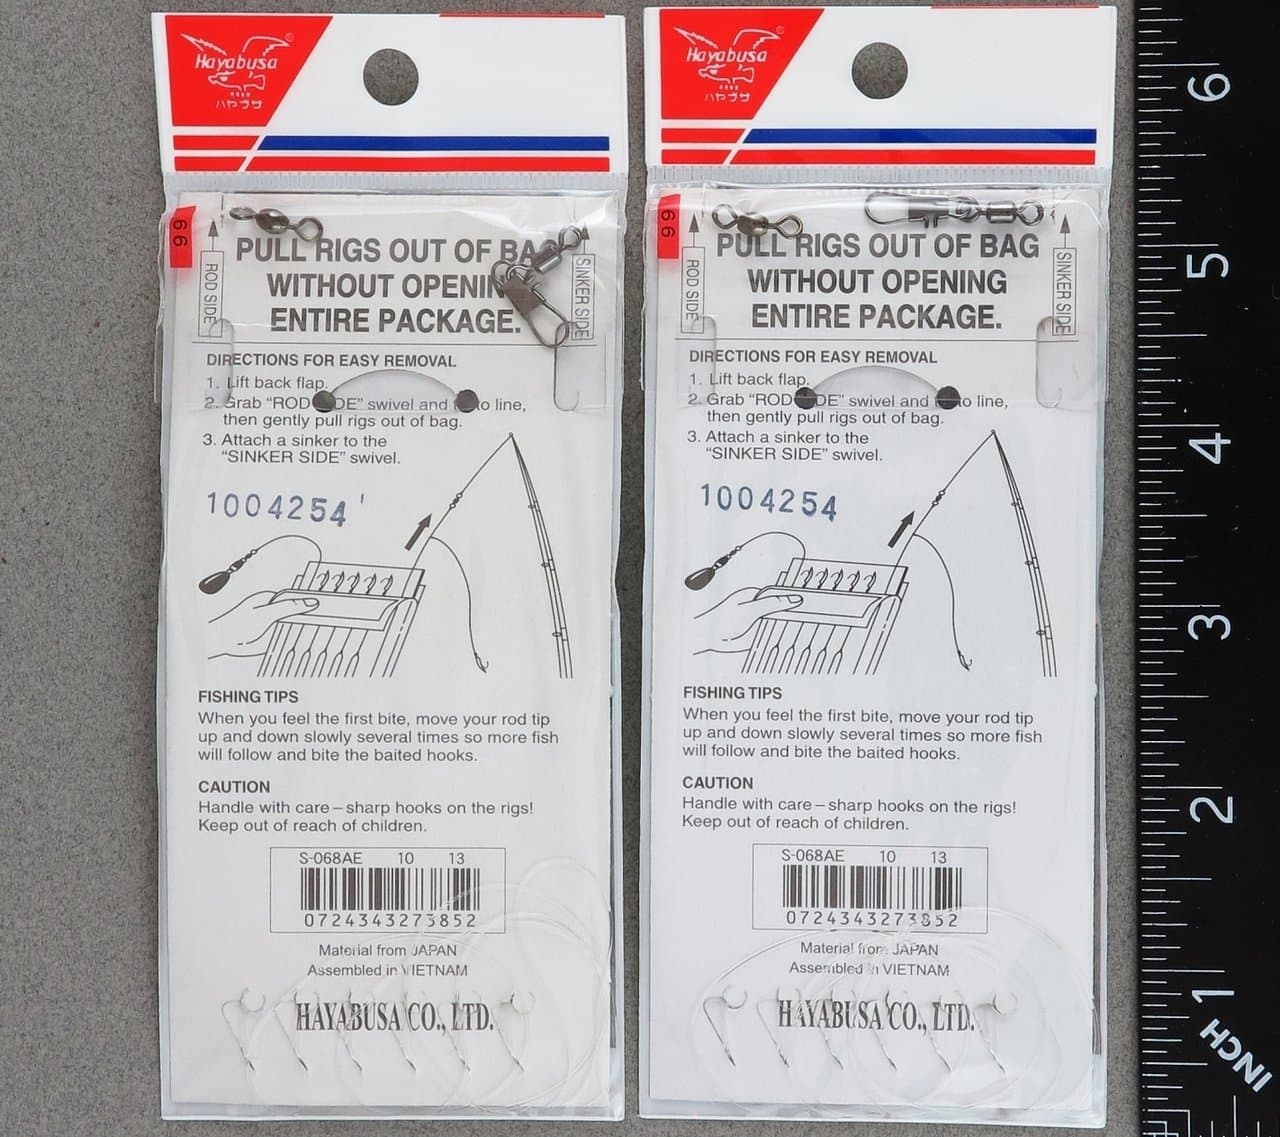 Hayabusa
ハヤブサ
99
ROD SIDE
SINKER SIDE
PULL RIGS OUT OF BAG
WITHOUT OPENING
ENTIRE PACKAGE.
DIRECTIONS FOR EASY REMOVAL
1. Lift back flap.
2. Grab “ROD SIDE” swivel and to line,
then gently pull rigs out of bag.
3. Attach a sinker to the
“SINKER SIDE” swivel.
1004254
FISHING TIPS
When you feel the first bite, move your rod tip
up and down slowly several times so more fish
will follow and bite the baited hooks.
CAUTION
Handle with care – sharp hooks on the rigs!
Keep out of reach of children.
S-068AE 10 13
0724343273852
Material from JAPAN
Assembled in VIETNAM
HAYABUSA CO., LTD.
Hayabusa
ハヤブサ
99
ROD SIDE
SINKER SIDE
PULL RIGS OUT OF BAG
WITHOUT OPENING
ENTIRE PACKAGE.
DIRECTIONS FOR EASY REMOVAL
1. Lift back flap.
2. Grab “ROD SIDE” swivel and to line,
then gently pull rigs out of bag.
3. Attach a sinker to the
“SINKER SIDE” swivel.
1004254
FISHING TIPS
When you feel the first bite, move your rod tip
up and down slowly several times so more fish
will follow and bite the baited hooks.
CAUTION
Handle with care – sharp hooks on the rigs!
Keep out of reach of children.
S-068AE 10 13
0724343273852
Material from JAPAN
Assembled in VIETNAM
HAYABUSA CO., LTD.
6
5
4
3
2
1
INCH